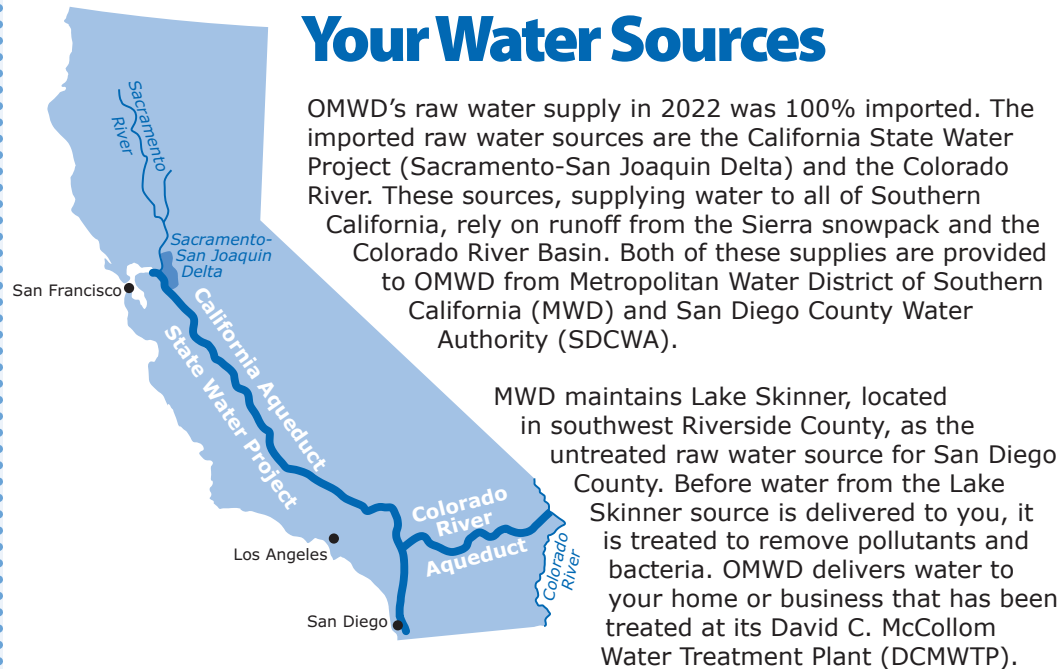 Your Water Sources
OMWD’s raw water supply in 2022 was 100% imported. The
imported raw water sources are the California State Water
Project (Sacramento-San Joaquin Delta) and the Colorado
River. These sources, supplying water to all of Southern
California, rely on runoff from the Sierra snowpack and the
Colorado River Basin. Both of these supplies are provided
to OMWD from Metropolitan Water District of Southern
California (MWD) and San Diego County Water
Authority (SDCWA).
MWD maintains Lake Skinner, located
in southwest Riverside County, as the
untreated raw water source for San Diego
County. Before water from the Lake
Skinner source is delivered to you, it
is treated to remove pollutants and
bacteria. OMWD delivers water to
your home or business that has been
treated at its David C. McCollom
Water Treatment Plant (DCMWTP).
Sacramento
River
Sacramento-
San Joaquin
Delta
San Francisco
California Aqueduct
State Water Project
Colorado
River
Aqueduct
Los Angeles
Colorado
River
San Diego